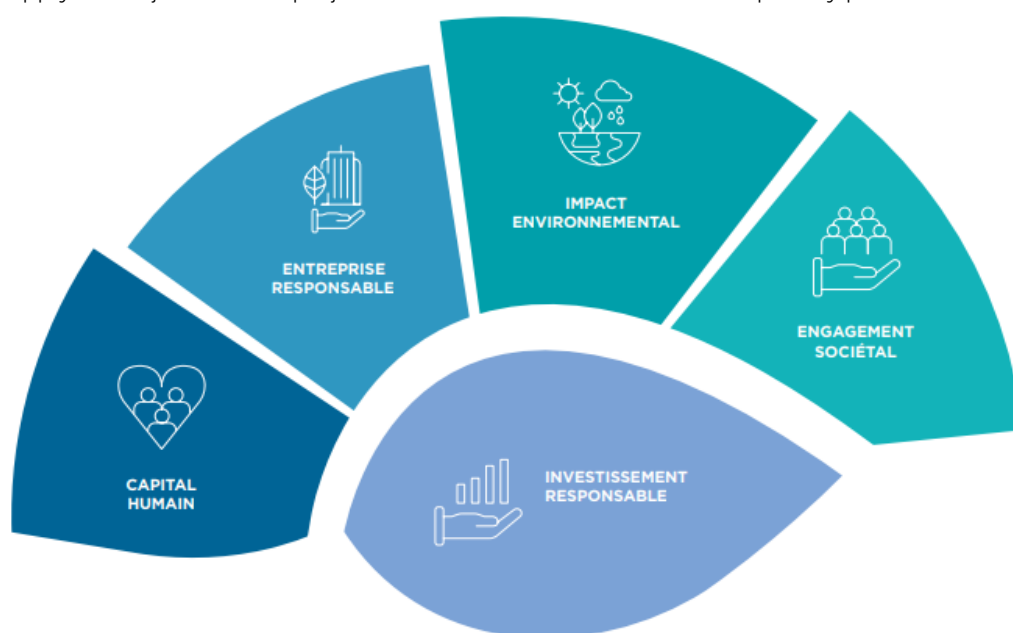 IMPACT
ENVIRONNEMENTAL
ENTREPRISE
RESPONSABLE
ENGAGEMENT
SOCIÉTAL
CAPITAL
HUMAIN
INVESTISSEMENT
RESPONSABLE